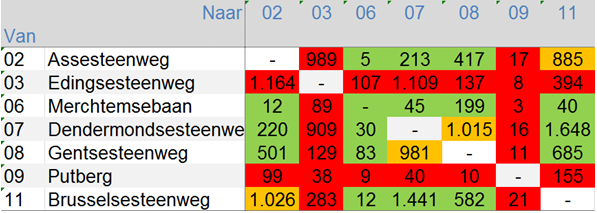 Naar 02 03 06 07 08 09 11
Van
02 Assesteenweg - 989 5 213 417 17 885
03 Edingsesteenweg 1.164 - 107 1.109 137 8 394
06 Merchtemsebaan 12 89 - 45 199 3 40
07 Dendermondsesteenwe 220 909 30 - 1.015 16 1.648
08 Gentsesteenweg 501 129 83 981 - 11 685
09 Putberg 99 38 9 40 10 - 155
11 Brusselsesteenweg 1.026 283 12 1.441 582 21 -